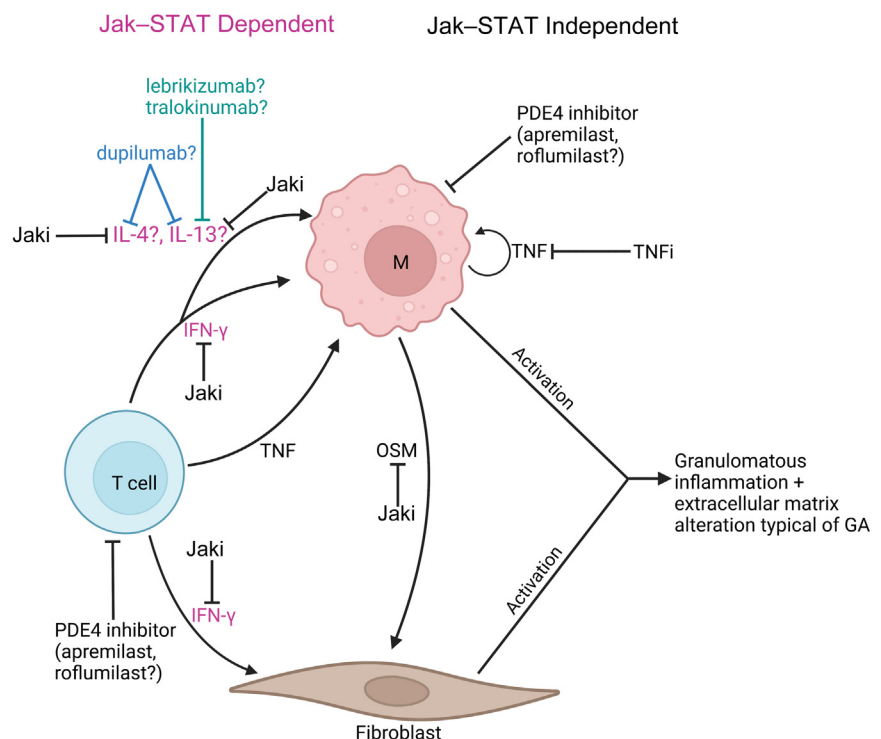 Jak–STAT Dependent
Jak–STAT Independent
lebrikizumab?
tralokinumab?
dupilumab?
PDE4 inhibitor
(apremilast,
roflumilast?)
Jaki
Jaki
IL-4?, IL-13?
M
TNF
TNFi
IFN-γ
Jaki
Activation
TNF
OSM
T cell
Jaki
Granulomatous
inflammation +
extracellular matrix
alteration typical of GA
Jaki
IFN-γ
Activation
PDE4 inhibitor
(apremilast,
roflumilast?)
Fibroblast